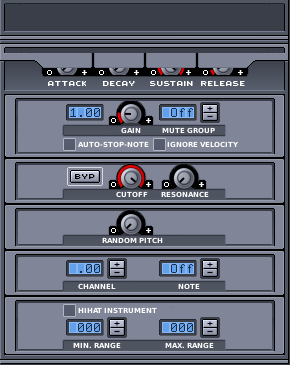 ATTACK DECAY SUSTAIN RELEASE
1.00 Off
GAIN MUTE GROUP
AUTO-STOP-NOTE IGNORE VELOCITY
BYP
CUTOFF RESONANCE
RANDOM PITCH
1.00 Off
CHANNEL NOTE
HIHAT INSTRUMENT
000 000
MIN. RANGE MAX. RANGE